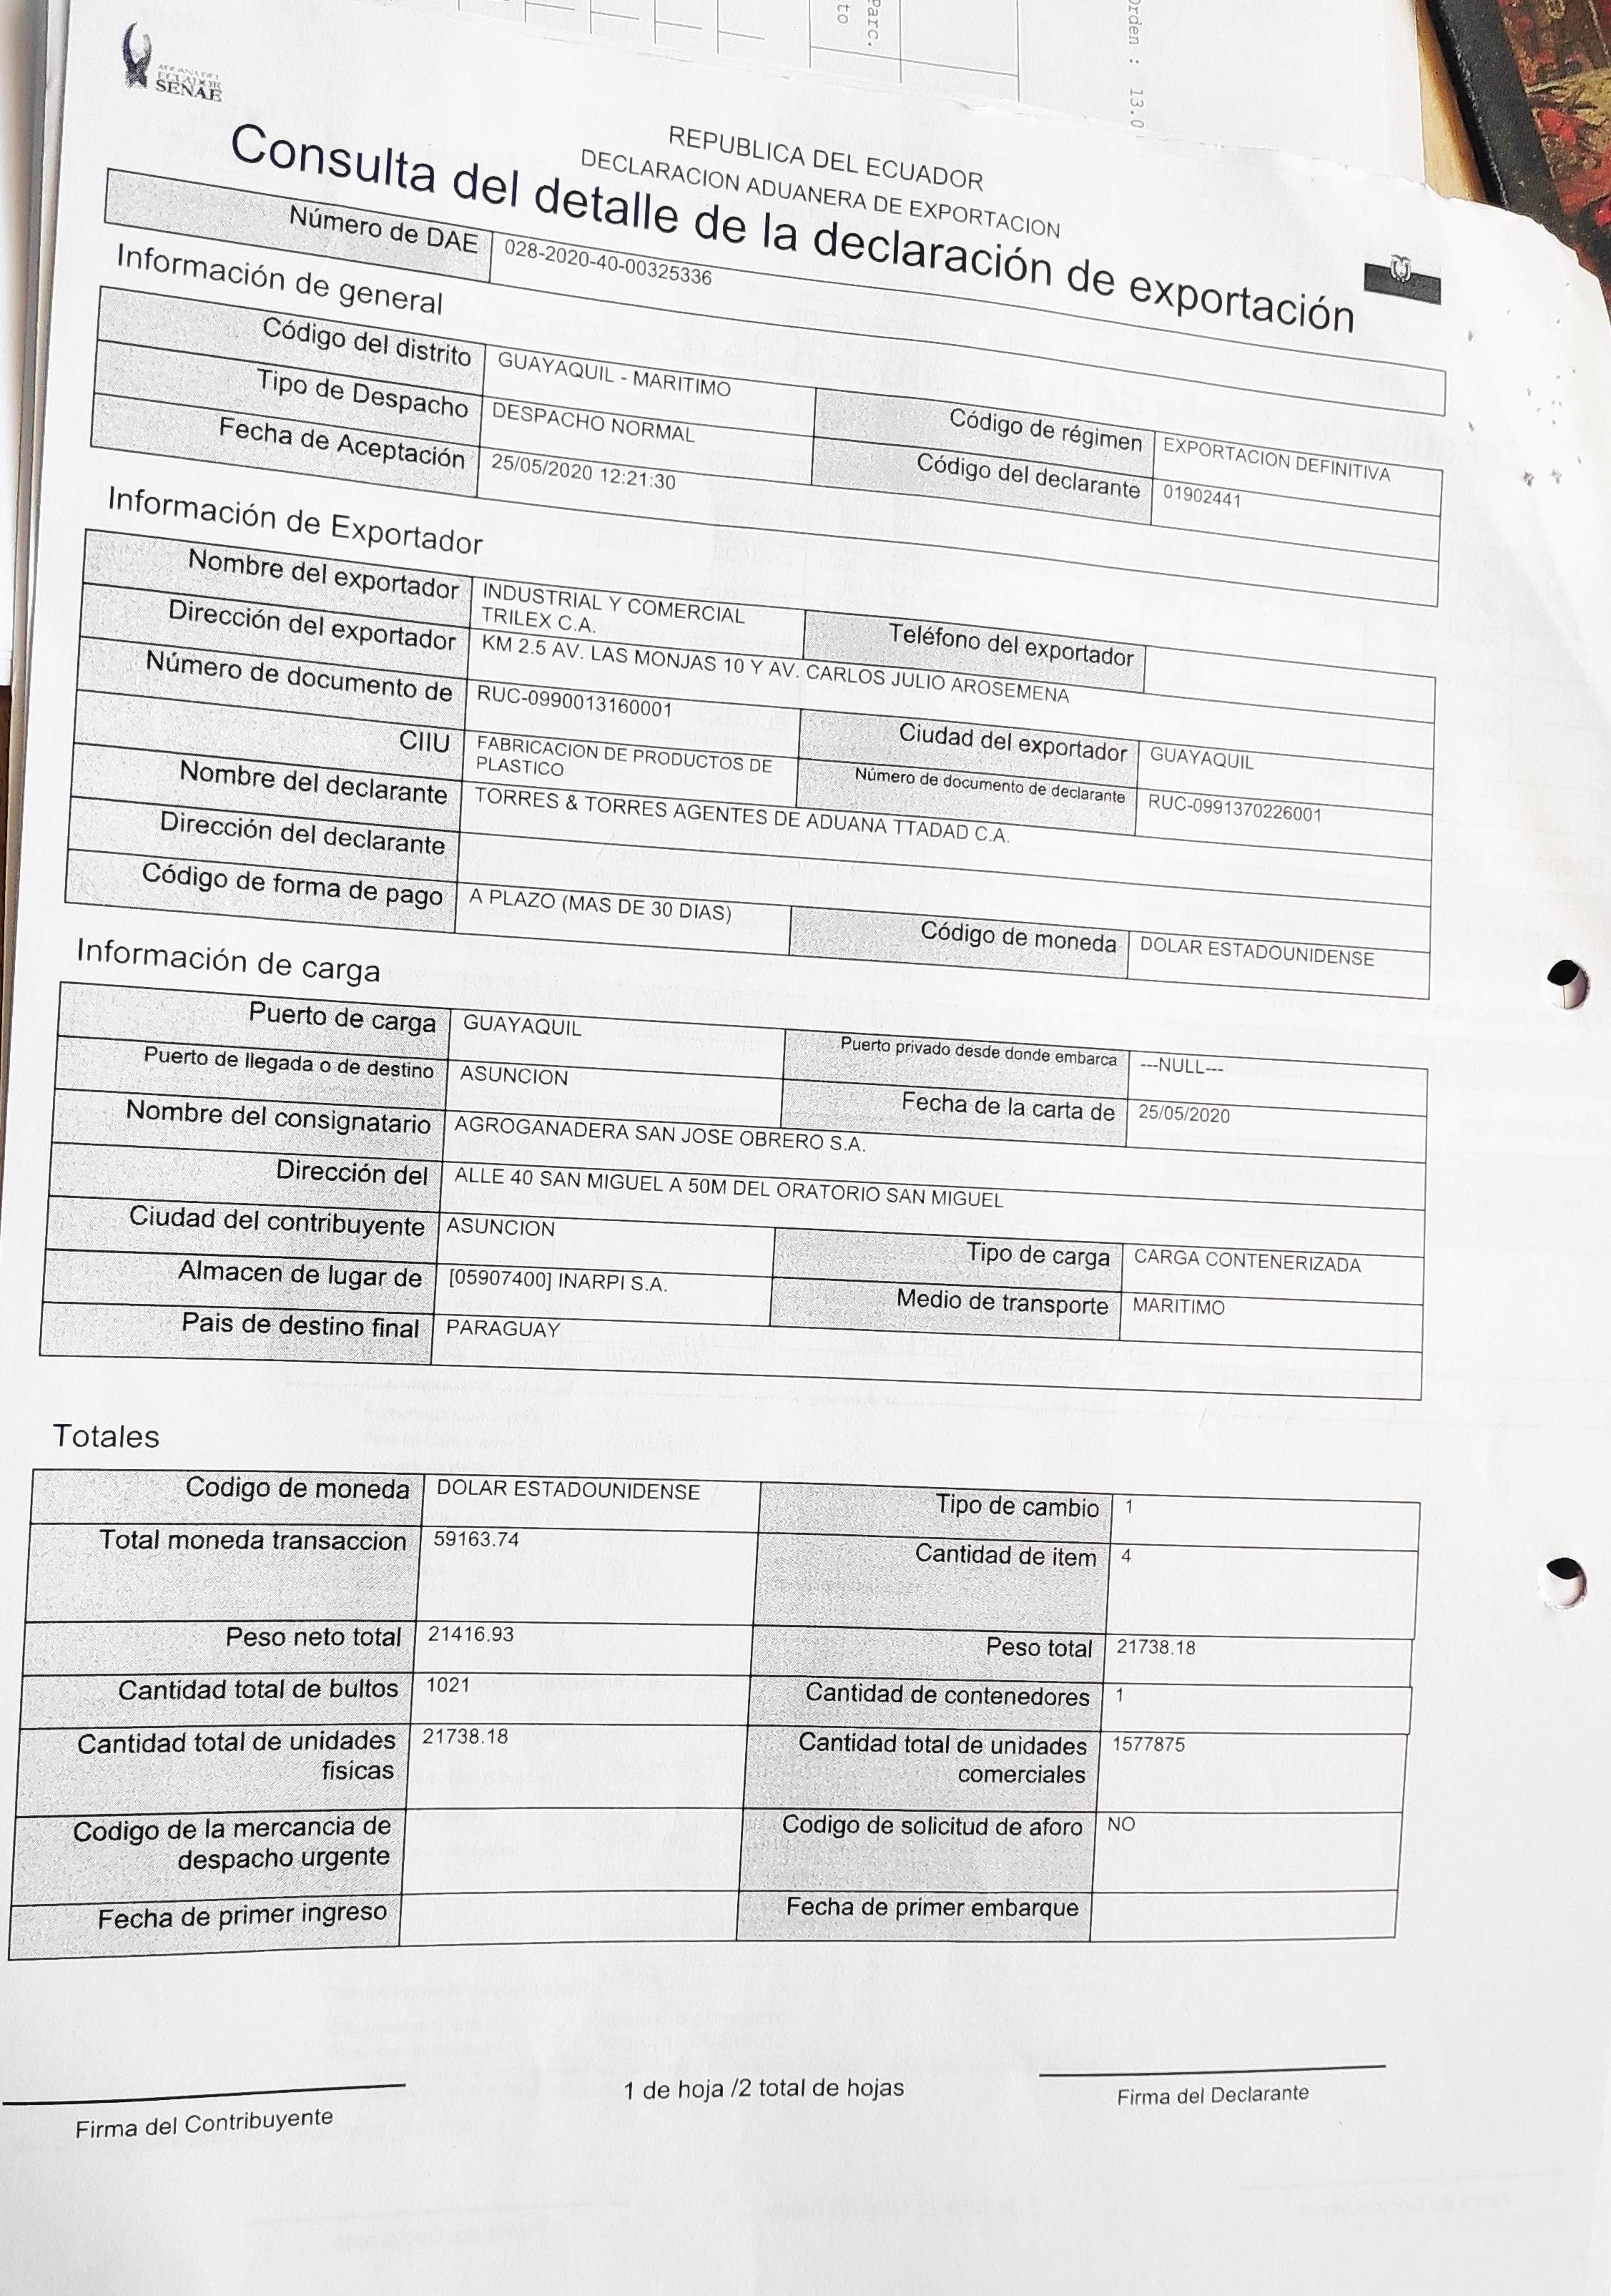 Parc.
to
Orden : 13.0
ADUANA DEL
ECUADOR
SENAE
REPUBLICA DEL ECUADOR
DECLARACION ADUANERA DE EXPORTACION
Consulta del detalle de la declaración de exportación
Número de DAE 028-2020-40-00325336
Información de general
Código del distrito GUAYAQUIL - MARITIMO Código de régimen EXPORTACION DEFINITIVA
Tipo de Despacho DESPACHO NORMAL Código del declarante 01902441
Fecha de Aceptación 25/05/2020 12:21:30
Información de Exportador
Nombre del exportador INDUSTRIAL Y COMERCIAL
TRILEX C.A. Teléfono del exportador
Dirección del exportador KM 2.5 AV. LAS MONJAS 10 Y AV. CARLOS JULIO AROSEMENA
Número de documento de RUC-0990013160001 Ciudad del exportador GUAYAQUIL
CIIU FABRICACION DE PRODUCTOS DE
PLASTICO Número de documento de declarante RUC-0991370226001
Nombre del declarante TORRES & TORRES AGENTES DE ADUANA TTADAD C.A.
Dirección del declarante
Código de forma de pago A PLAZO (MAS DE 30 DIAS) Código de moneda DOLAR ESTADOUNIDENSE
Información de carga
Puerto de carga GUAYAQUIL Puerto privado desde donde embarca ---NULL---
Puerto de llegada o de destino ASUNCION Fecha de la carta de 25/05/2020
Nombre del consignatario AGROGANADERA SAN JOSE OBRERO S.A.
Dirección del ALLE 40 SAN MIGUEL A 50M DEL ORATORIO SAN MIGUEL
Ciudad del contribuyente ASUNCION Tipo de carga CARGA CONTENERIZADA
Almacen de lugar de [05907400] INARPI S.A. Medio de transporte MARITIMO
Pais de destino final PARAGUAY
Totales
Codigo de moneda DOLAR ESTADOUNIDENSE Tipo de cambio 1
Total moneda transaccion 59163.74 Cantidad de item 4
Peso neto total 21416.93 Peso total 21738.18
Cantidad total de bultos 1021 Cantidad de contenedores 1
Cantidad total de unidades
fisicas 21738.18 Cantidad total de unidades
comerciales 1577875
Codigo de la mercancia de
despacho urgente Codigo de solicitud de aforo NO
Fecha de primer ingreso Fecha de primer embarque
Firma del Contribuyente 1 de hoja /2 total de hojas Firma del Declarante